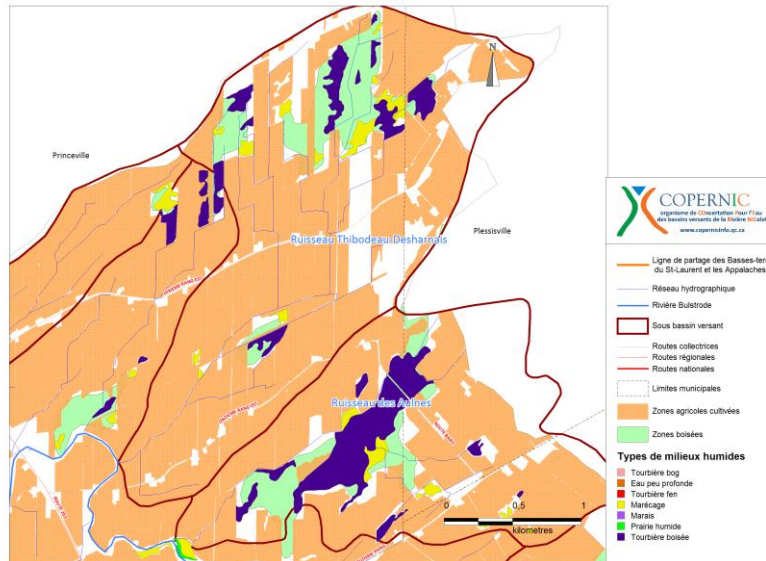 N
Princeville
Plessisville
Ruisseau Thibodeau-Desharnais
Ruisseau des Aulnes
0 0,5 1
kilometres
COPERNIC
organisme de COncertation Pour l'Eau
des bassins versants de la Rivière NIColet
www.copernicinfo.qc.ca
Ligne de partage des Basses-ter
du St-Laurent et les Appalaches
Réseau hydrographique
Rivière Bulstrode
Sous bassin versant
Routes collectrices
Routes régionales
Routes nationales
Limites municipales
Zones agricoles cultivées
Zones boisées
Types de milieux humides
Tourbière bog
Eau peu profonde
Tourbière fen
Marécage
Marais
Prairie humide
Tourbière boisée